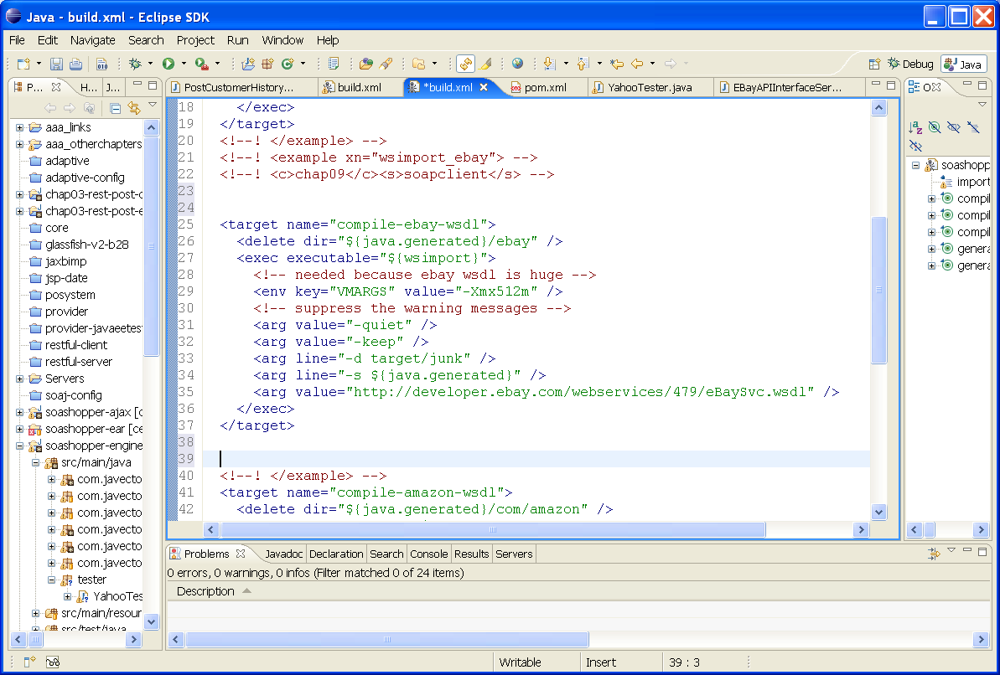 Java - build.xml - Eclipse SDK
File Edit Navigate Search Project Run Window Help
Debug Java
P... H... J...
PostCustomerHistory... build.xml *build.xml pom.xml YahooTester.java EBayAPIInterfaceSer...
O
aaa_links
aaa_otherchapters
adaptive
adaptive-config
chap03-rest-post-c
chap03-rest-post-e
core
glassfish-v2-b28
jaxbimp
jsp-date
posystem
provider
provider-javaeetest
restful-client
restful-server
Servers
soaj-config
soashopper-ajax [c
soashopper-ear [ce
soashopper-engine
src/main/java
com.javecto
com.javecto
com.javecto
com.javecto
com.javecto
com.javecto
tester
YahooTes
src/main/resour
src/test/java
18 </exec>
19 </target>
20 <!--! </example> -->
21 <!--! <example xn="wsimport_ebay"> -->
22 <!--! <c>chap09</c><s>soapclient</s> -->
23
24
25 <target name="compile-ebay-wsdl">
26 <delete dir="${java.generated}/ebay" />
27 <exec executable="${wsimport}">
28 <!-- needed because ebay wsdl is huge -->
29 <env key="VMARGS" value="-Xmx512m" />
30 <!-- suppress the warning messages -->
31 <arg value="-quiet" />
32 <arg value="-keep" />
33 <arg line="-d target/junk" />
34 <arg line="-s ${java.generated}" />
35 <arg value="http://developer.ebay.com/webservices/479/eBaySvc.wsdl" />
36 </exec>
37 </target>
38
39
40 <!--! </example> -->
41 <target name="compile-amazon-wsdl">
42 <delete dir="${java.generated}/com/amazon" />
soashopp
import
compil
compil
compil
genera
genera
Problems Javadoc Declaration Search Console Results Servers
0 errors, 0 warnings, 0 infos (Filter matched 0 of 24 items)
Description
Writable Insert 39 : 3